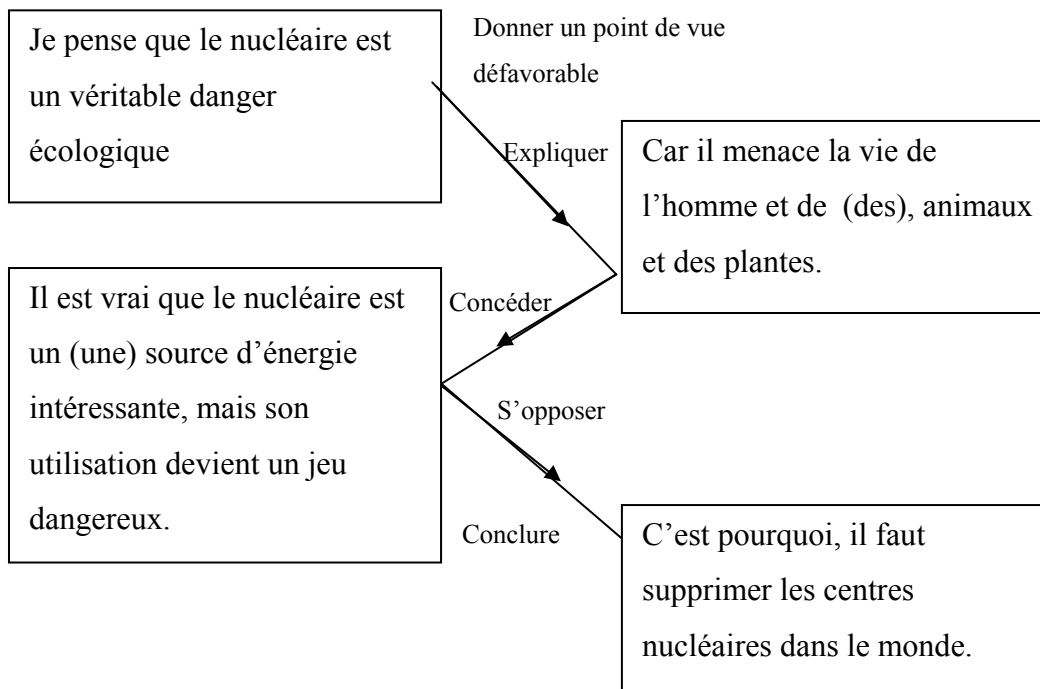 Je pense que le nucléaire est
un véritable danger
écologique
Donner un point de vue
défavorable
Expliquer
Car il menace la vie de
l’homme et de (des), animaux
et des plantes.
Concéder
Il est vrai que le nucléaire est
un (une) source d’énergie
intéressante, mais son
utilisation devient un jeu
dangereux.
S’opposer
Conclure
C’est pourquoi, il faut
supprimer les centres
nucléaires dans le monde.